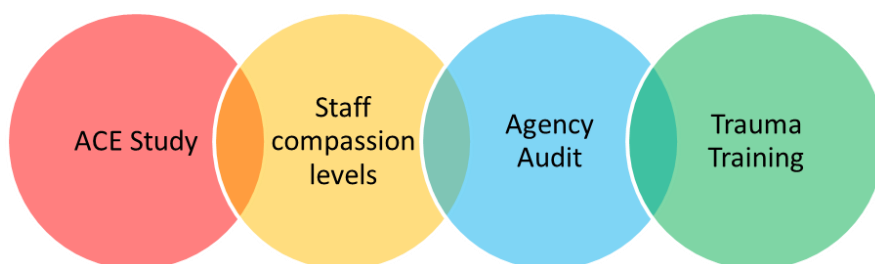 ACE Study
Staff
compassion
levels
Agency
Audit
Trauma
Training